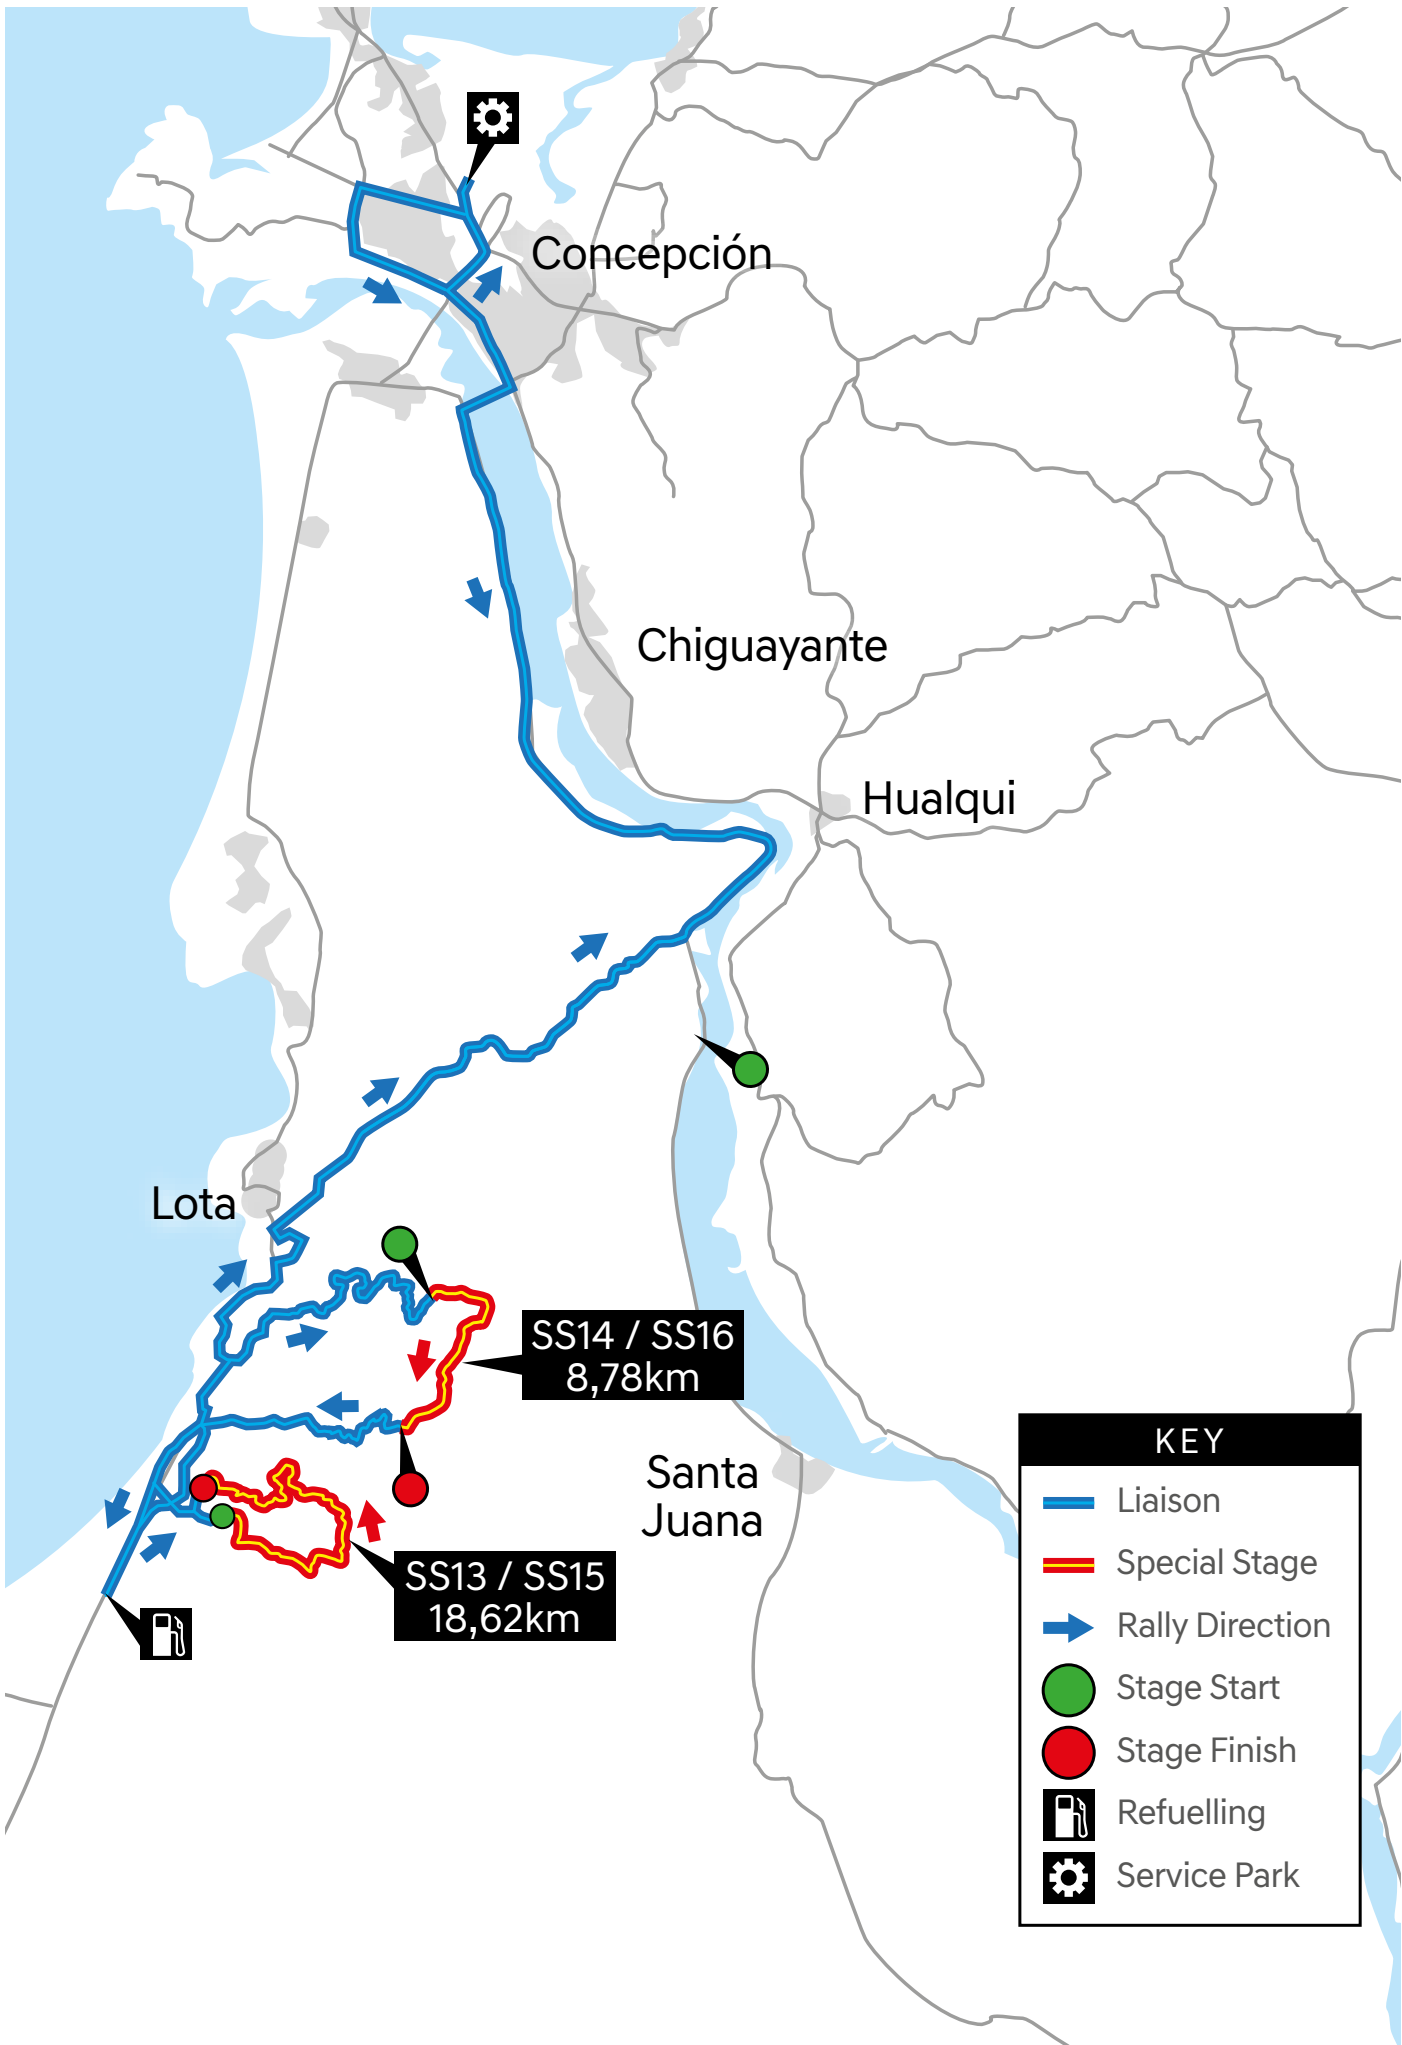 Concepción
Chiguayante
Hualqui
Lota
SS14 / SS16
8,78km
Santa
Juana
SS13 / SS15
18,62km
KEY
Liaison
Special Stage
Rally Direction
Stage Start
Stage Finish
Refuelling
Service Park